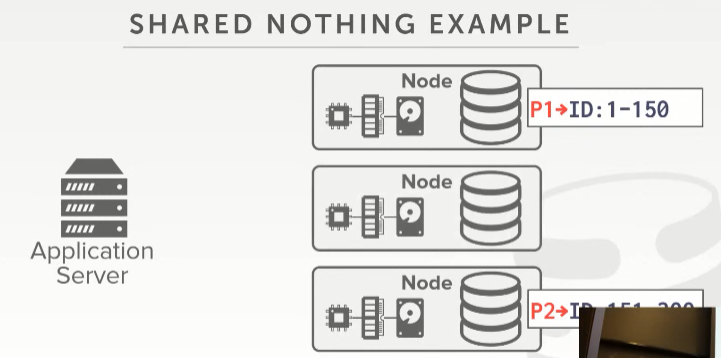 SHARED NOTHING EXAMPLE
Node
P1→ID:1-150
Node
Application
Server
Node
P2→